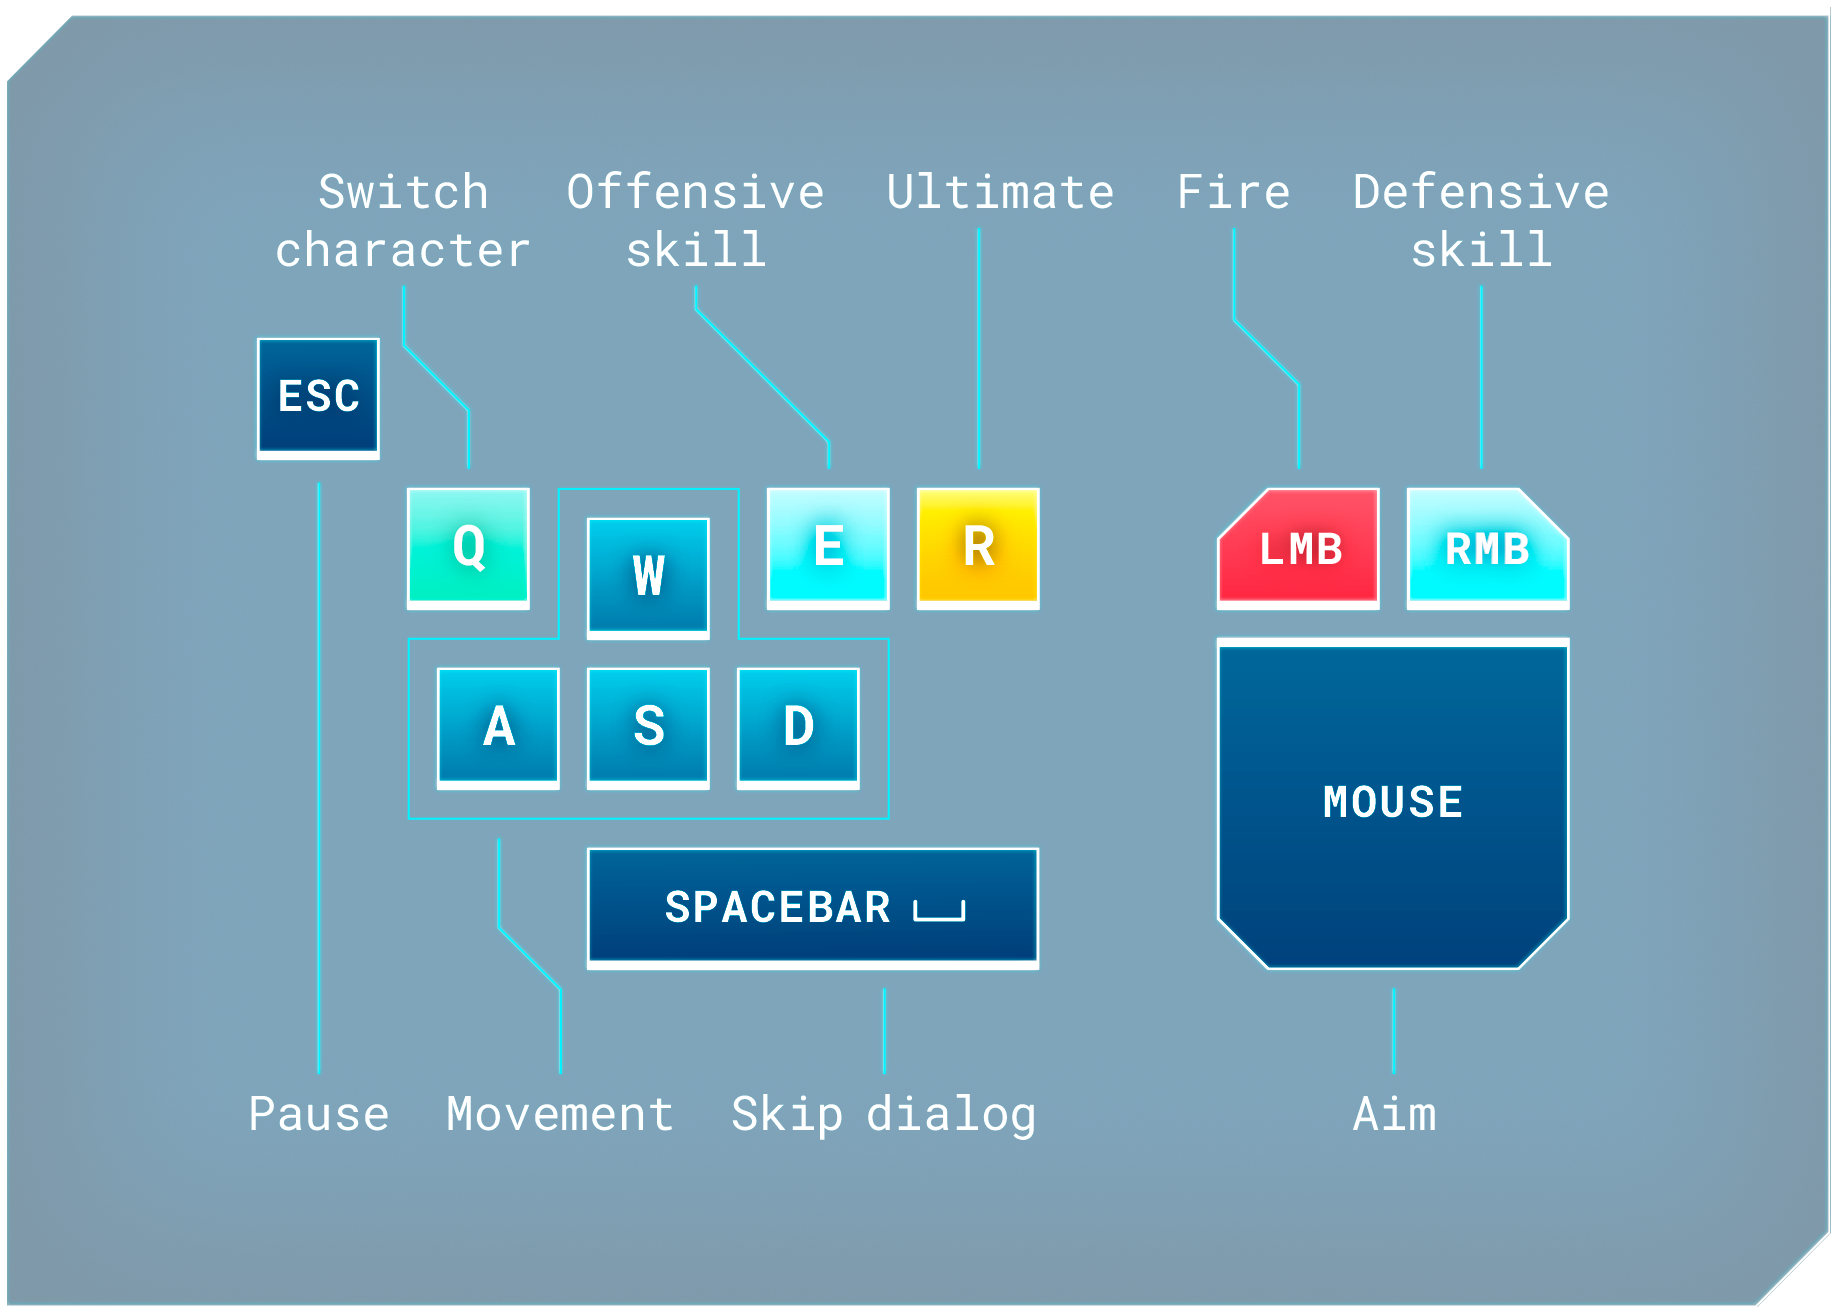 Switch
character
Offensive
skill
Ultimate
Fire
Defensive
skill
ESC
Q
W
E
R
LMB
RMB
A
S
D
MOUSE
SPACEBAR
Pause
Movement
Skip dialog
Aim